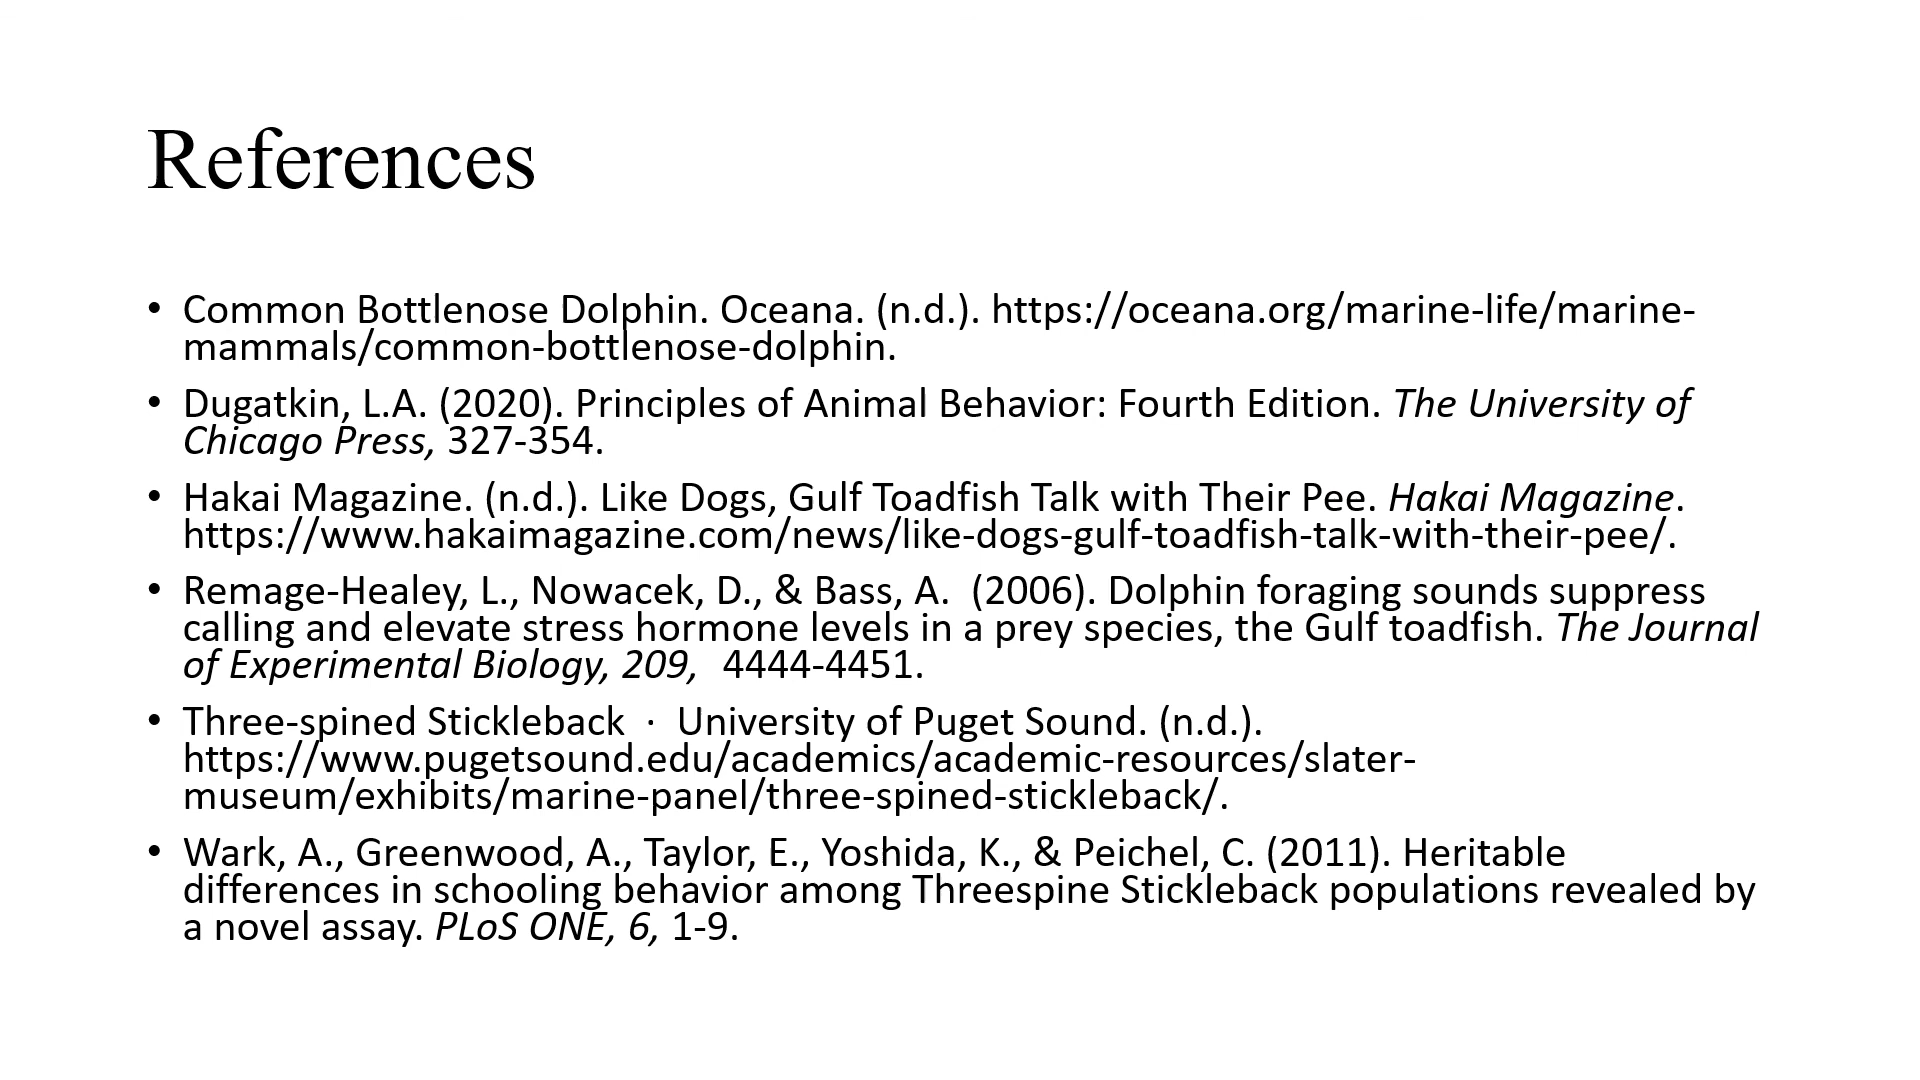 References
• Common Bottlenose Dolphin. Oceana. (n.d.). https://oceana.org/marine-life/marine-
mammals/common-bottlenose-dolphin.
• Dugatkin, L.A. (2020). Principles of Animal Behavior: Fourth Edition. The University of
Chicago Press, 327-354.
• Hakai Magazine. (n.d.). Like Dogs, Gulf Toadfish Talk with Their Pee. Hakai Magazine.
https://www.hakaimagazine.com/news/like-dogs-gulf-toadfish-talk-with-their-pee/.
• Remage-Healey, L., Nowacek, D., & Bass, A.  (2006). Dolphin foraging sounds suppress
calling and elevate stress hormone levels in a prey species, the Gulf toadfish. The Journal
of Experimental Biology, 209,  4444-4451.
• Three-spined Stickleback  ·  University of Puget Sound. (n.d.).
https://www.pugetsound.edu/academics/academic-resources/slater-
museum/exhibits/marine-panel/three-spined-stickleback/.
• Wark, A., Greenwood, A., Taylor, E., Yoshida, K., & Peichel, C. (2011). Heritable
differences in schooling behavior among Threespine Stickleback populations revealed by
a novel assay. PLoS ONE, 6, 1-9.